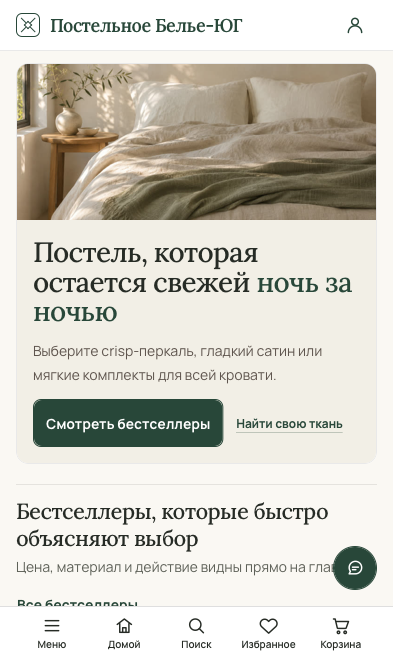 Постельное Белье-ЮГ
Постель, которая
остается свежей ночь за
ночью
Выберите crisp-перкаль, гладкий сатин или
мягкие комплекты для всей кровати.
Смотреть бестселлеры
Найти свою ткань
Бестселлеры, которые быстро
объясняют выбор
Цена, материал и действие видны прямо на
Все бестселлеры
Меню
Домой
Поиск
Избранное
Корзина